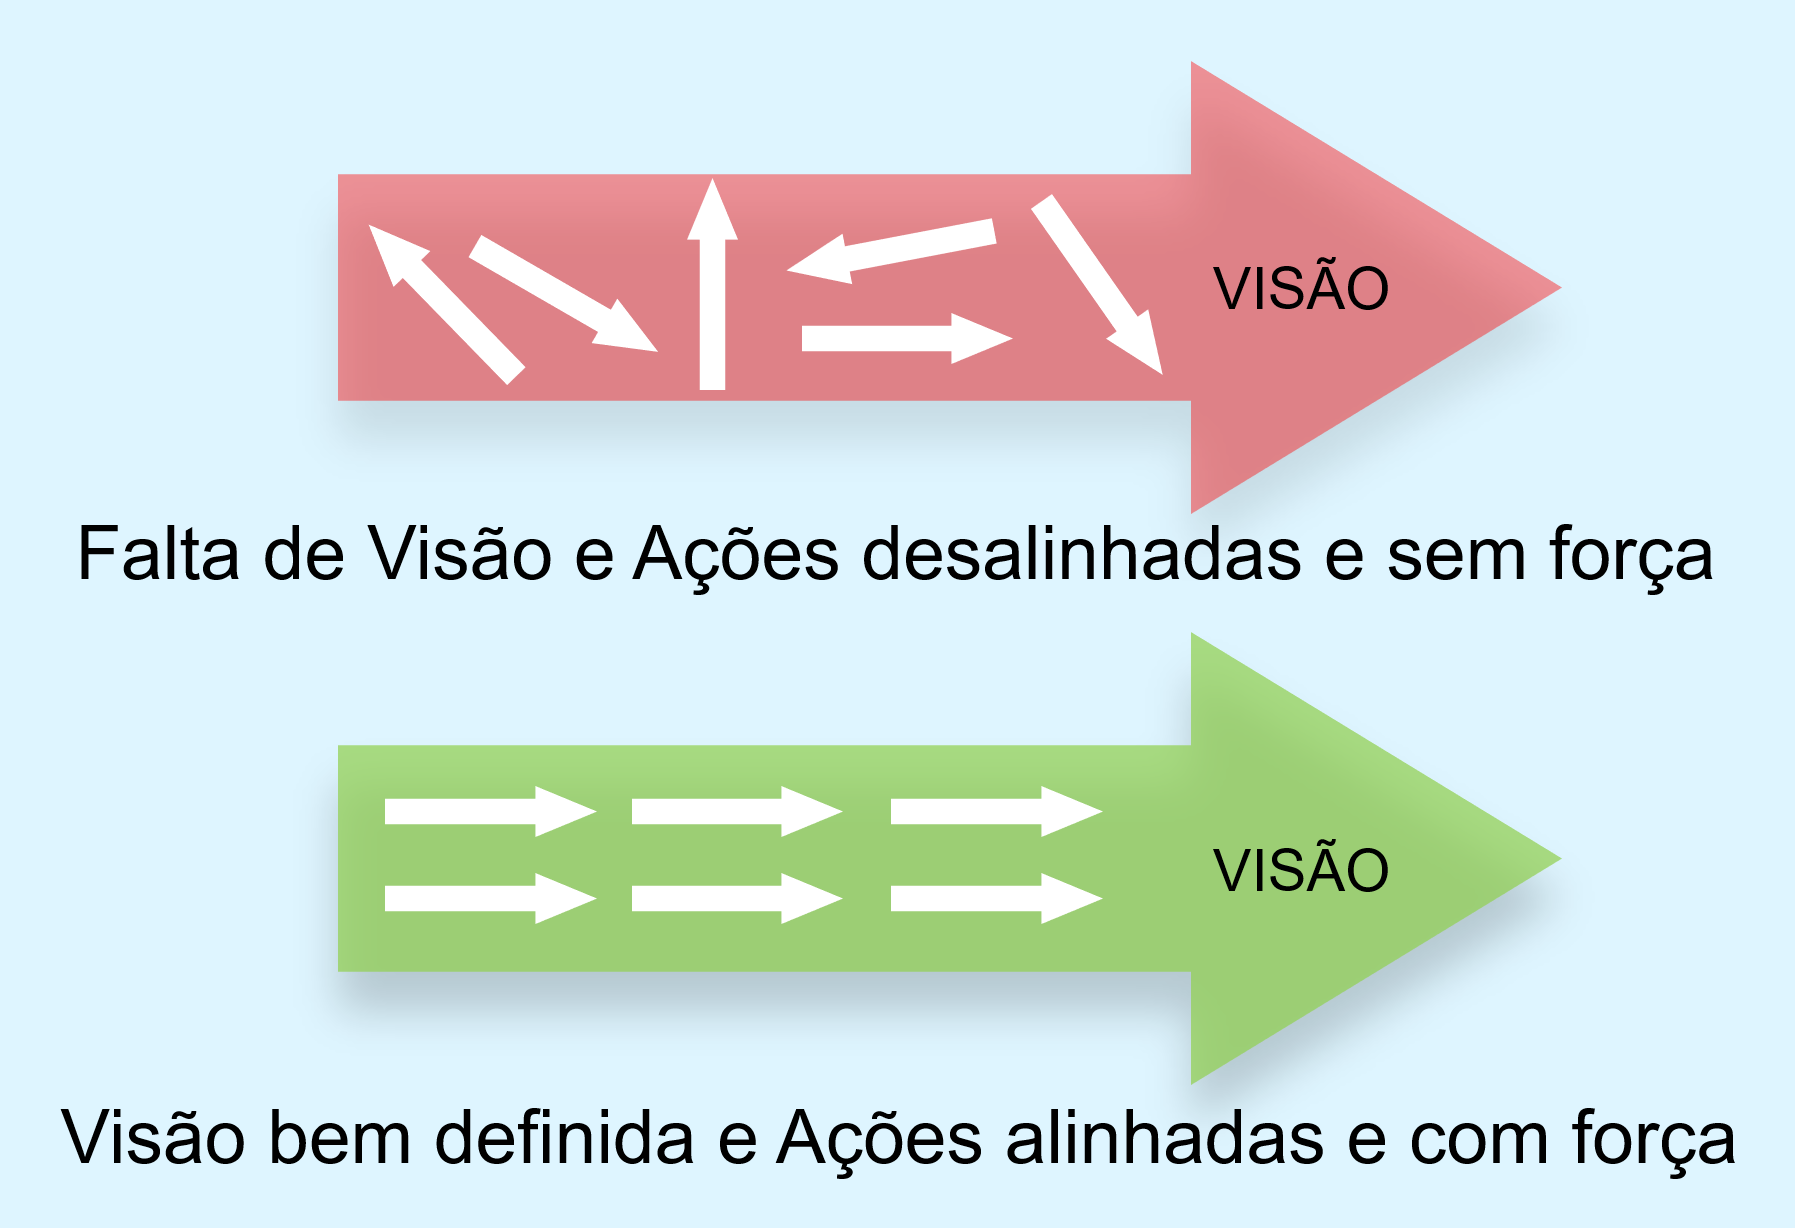 VISÃO
Falta de Visão e Ações desalinhadas e sem força
VISÃO
Visão bem definida e Ações alinhadas e com força